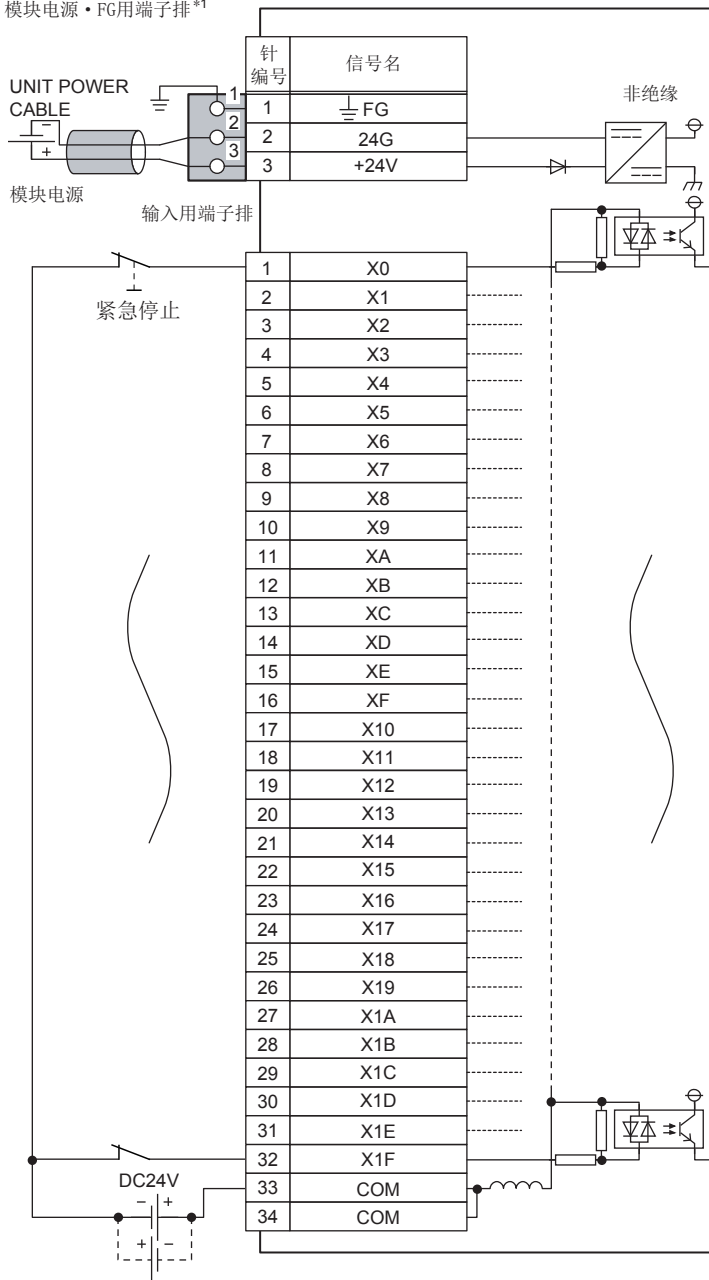 模块电源・FG用端子排*1
针
编号 信号名
UNIT POWER
CABLE
- +
模块电源
1
2
3
1 FG
2 24G
3 +24V
非绝缘
输入用端子排
紧急停止
1 X0
2 X1
3 X2
4 X3
5 X4
6 X5
7 X6
8 X7
9 X8
10 X9
11 XA
12 XB
13 XC
14 XD
15 XE
16 XF
17 X10
18 X11
19 X12
20 X13
21 X14
22 X15
23 X16
24 X17
25 X18
26 X19
27 X1A
28 X1B
29 X1C
30 X1D
31 X1E
32 X1F
33 COM
34 COM
DC24V
- +
+ -